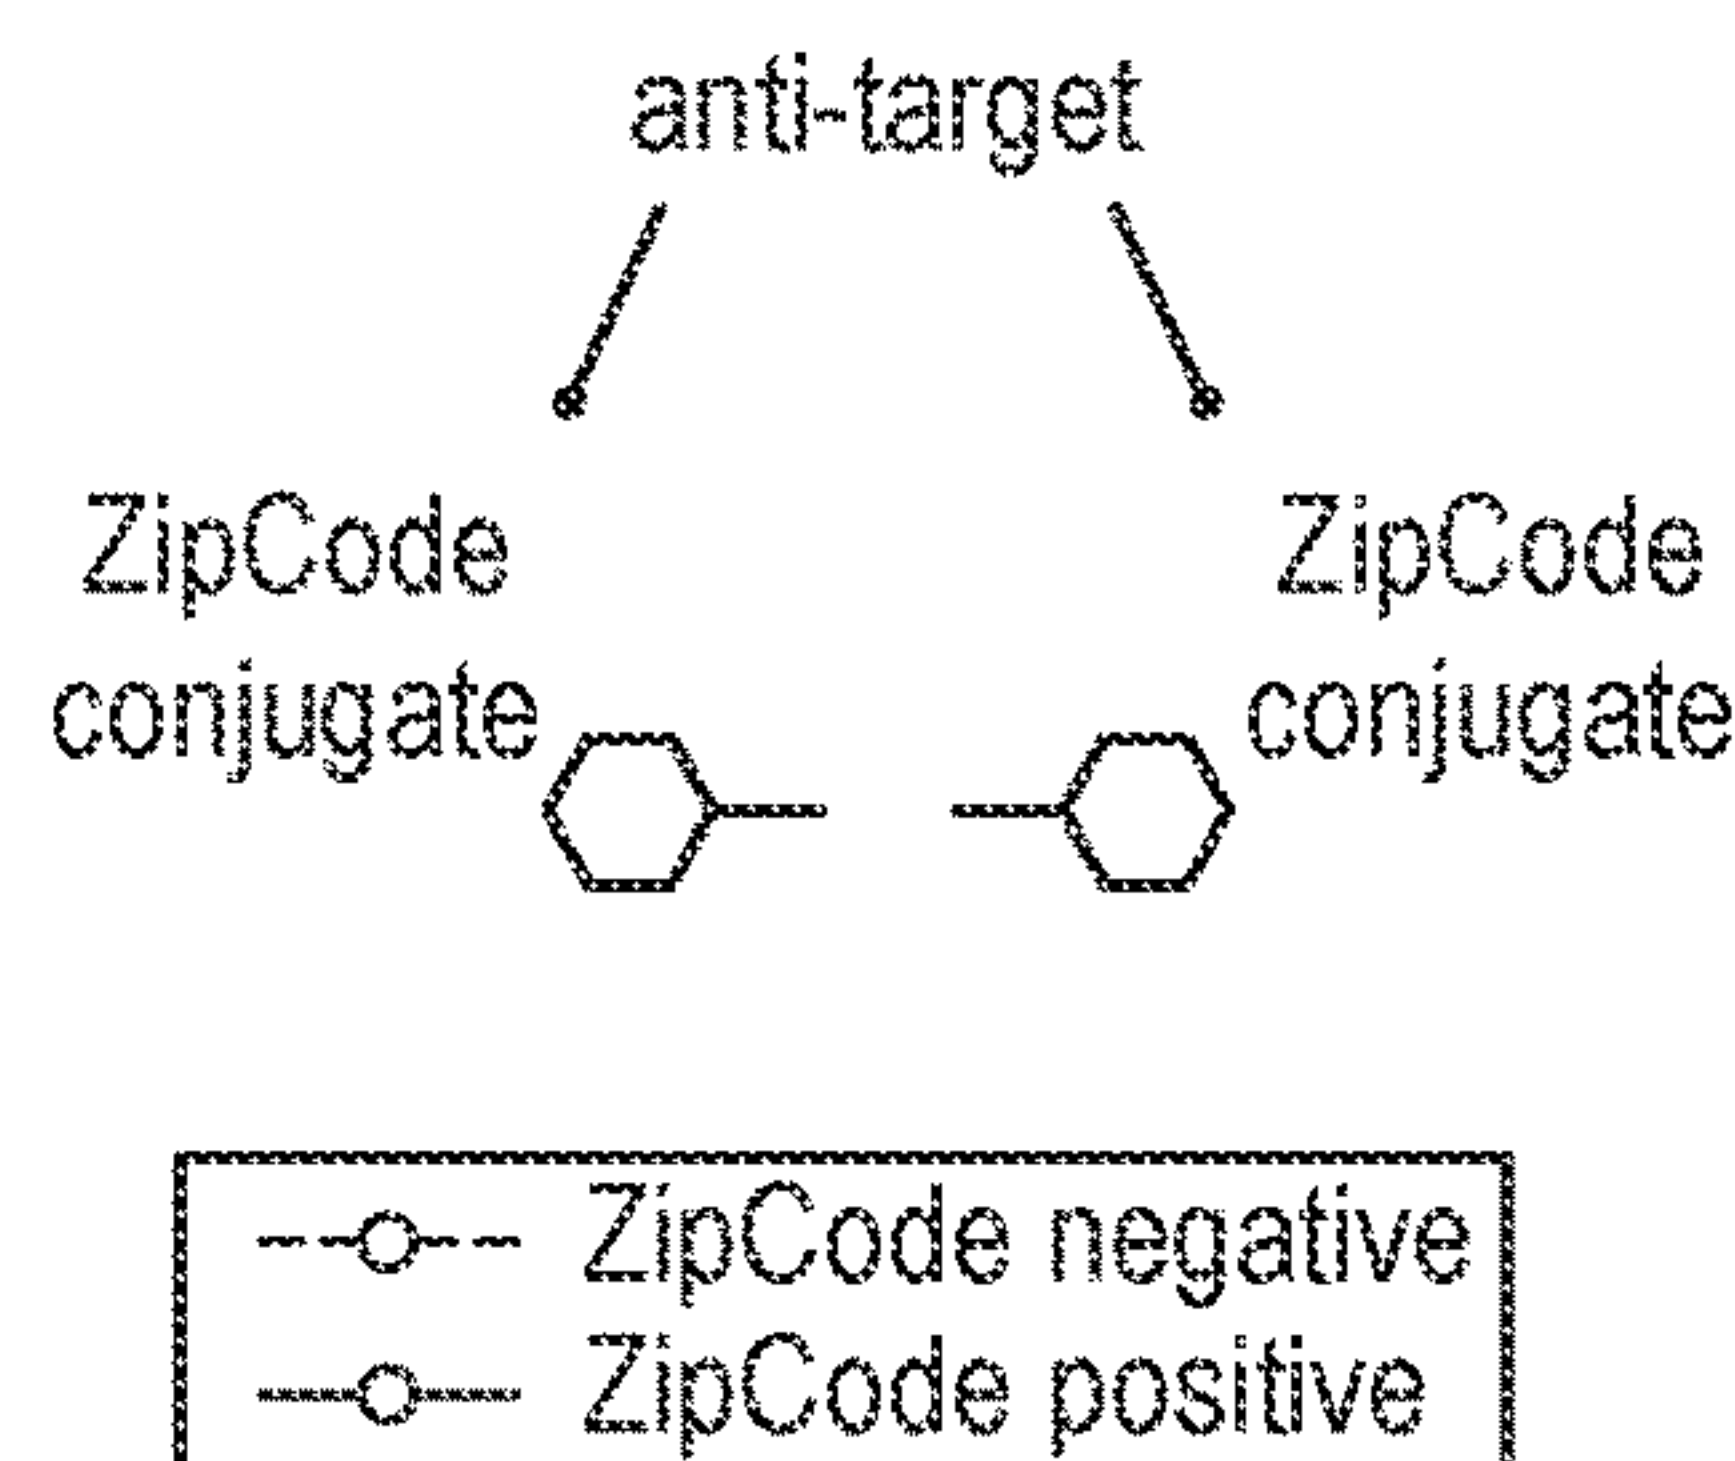 anti-target
ZipCode
conjugate
ZipCode
conjugate
ZipCode negative
ZipCode positive